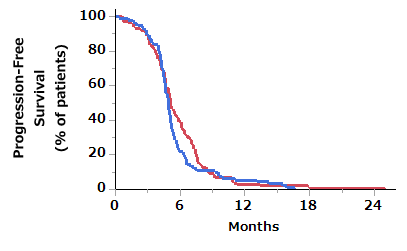 Progression-Free
Survival
(% of patients)
100
80
60
40
20
0
0 6 12 18 24
Months